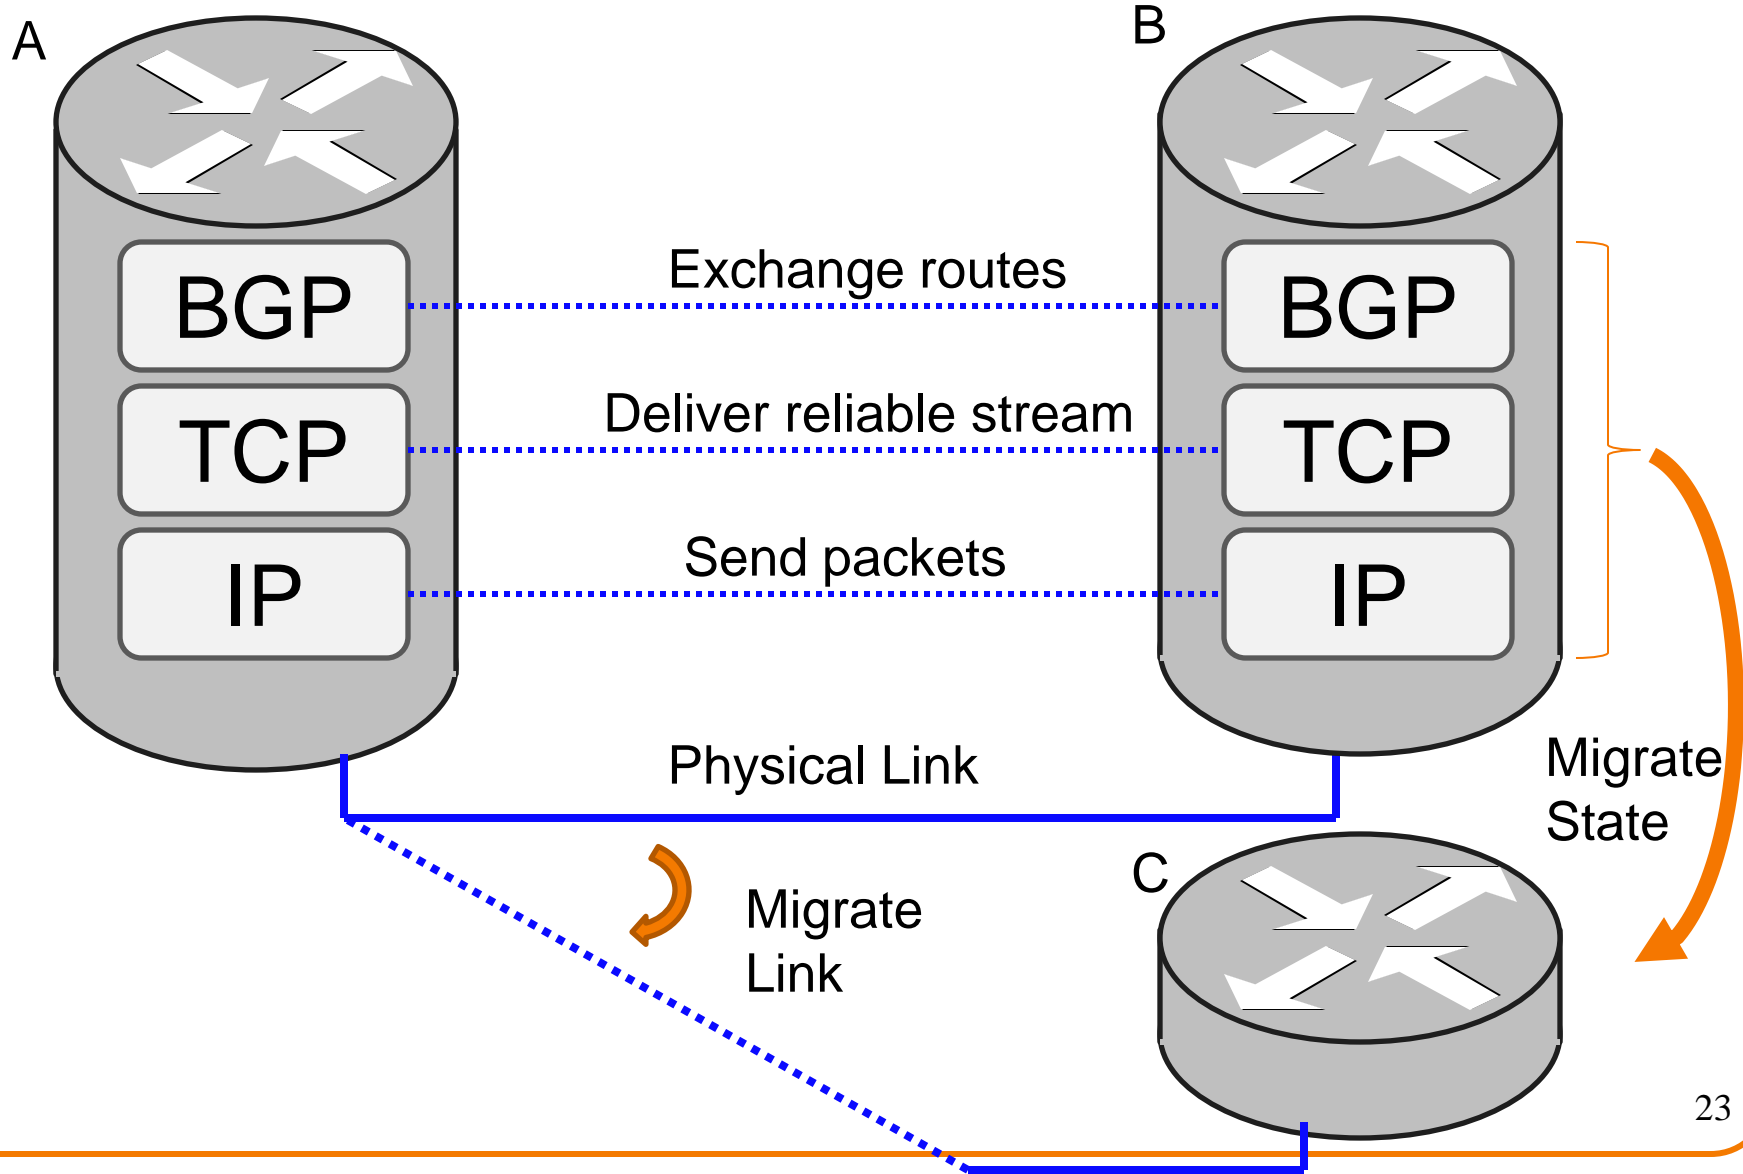 A
B
BGP
Exchange routes
BGP
TCP
Deliver reliable stream
TCP
IP
Send packets
IP
Physical Link
Migrate
State
Migrate
Link
C
23